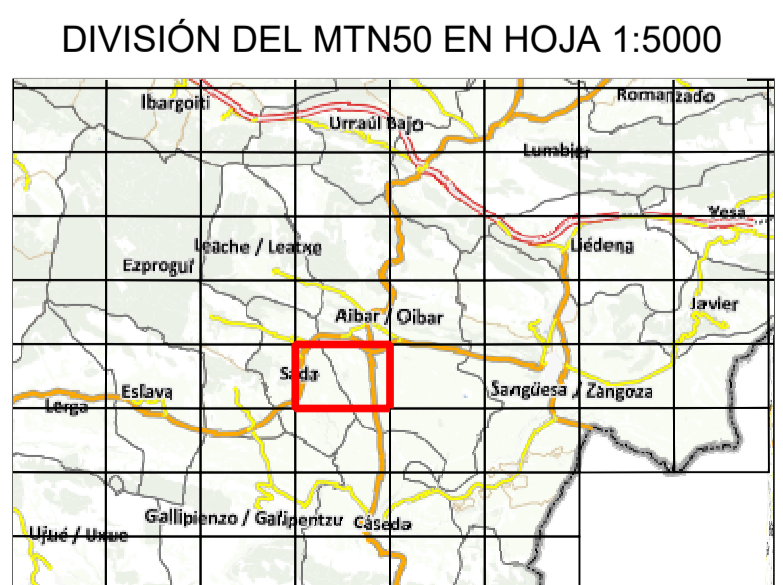 DIVISIÓN DEL MTN50 EN HOJA 1:5000
Romanzado
Ibargoiti
Urraúl Bajo
Lumbier
Yesa
Leache / Leatxe
Liédena
Ezprogui
Javier
Aibar / Oibar
Sada
Eslava
Sangüesa / Zangoza
Lerga
Gallipienzo / Galipentzu
Cáseda
Ujué / Uxue